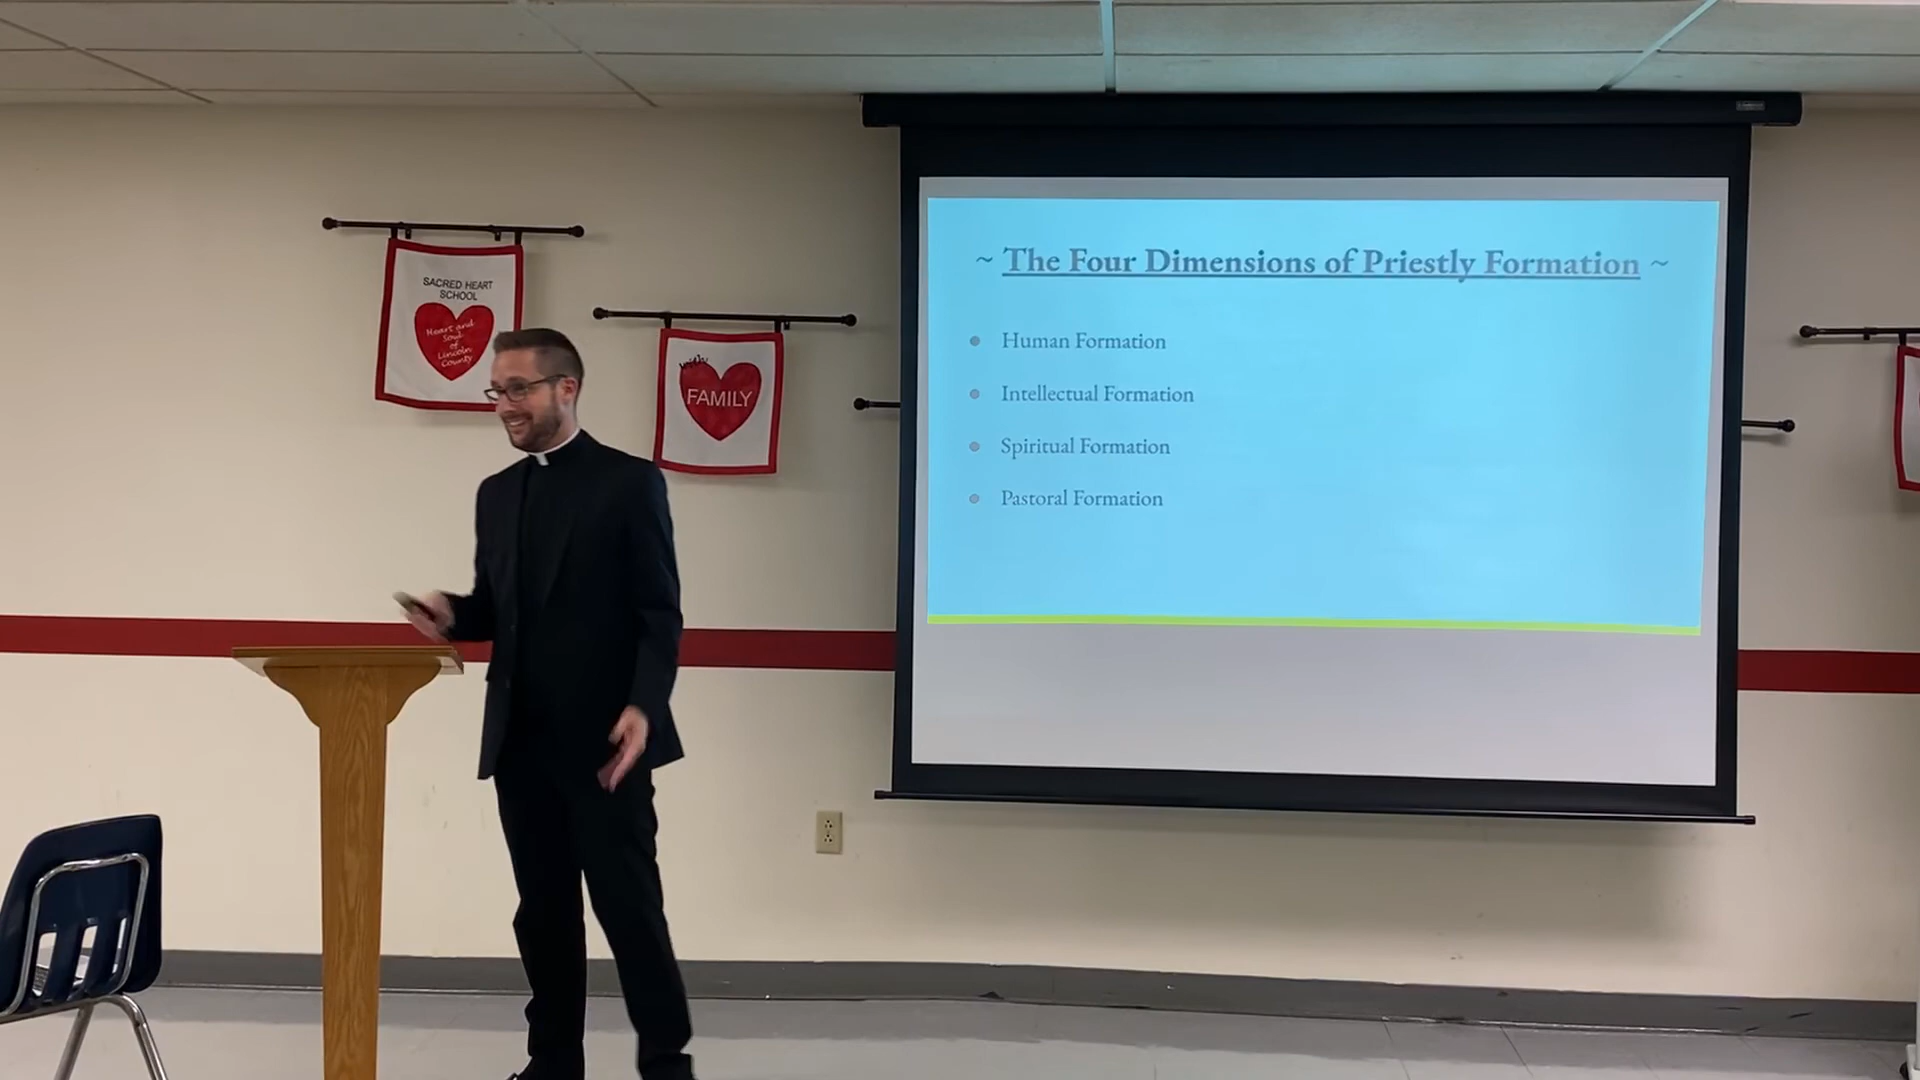 SACRED HEART
SCHOOL
Heart and
Soul
of
Lincoln
County
with
FAMILY
~ The Four Dimensions of Priestly Formation ~
Human Formation
Intellectual Formation
Spiritual Formation
Pastoral Formation